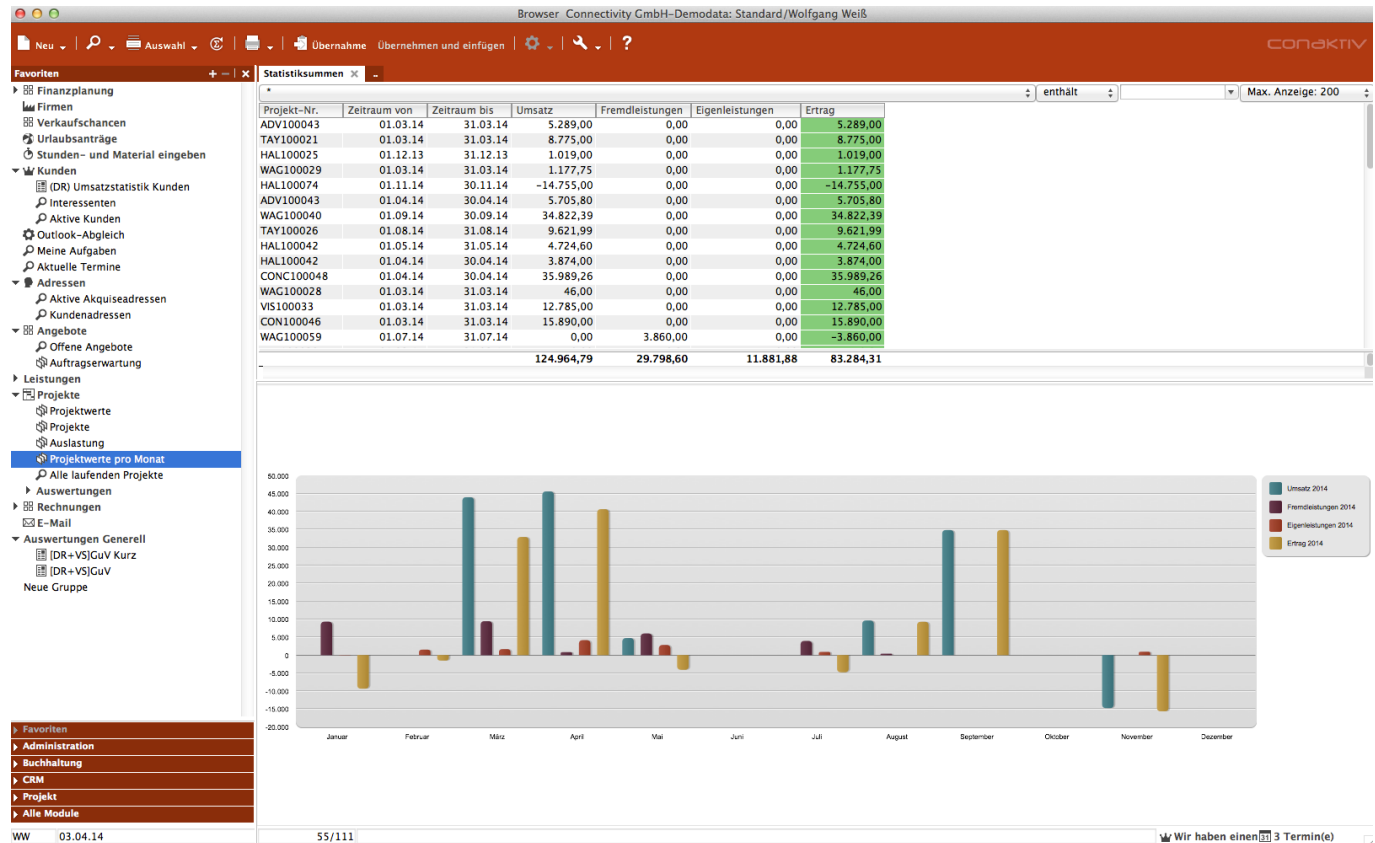 Browser Connectivity GmbH-Demodata: Standard/Wolfgang Weiß
Neu Auswahl Übernahme Übernehmen und einfügen ? conaktiv
Favoriten + − | ×
Finanzplanung
Firmen
Verkaufschancen
Urlaubsanträge
Stunden- und Material eingeben
Kunden
(DR) Umsatzstatistik Kunden
Interessenten
Aktive Kunden
Outlook-Abgleich
Meine Aufgaben
Aktuelle Termine
Adressen
Aktive Akquiseadressen
Kundenadressen
Angebote
Offene Angebote
Auftragserwartung
Leistungen
Projekte
Projektwerte
Projekte
Auslastung
Projektwerte pro Monat
Alle laufenden Projekte
Auswertungen
Rechnungen
E-Mail
Auswertungen Generell
[DR+VS]GuV Kurz
[DR+VS]GuV
Neue Gruppe
Favoriten
Administration
Buchhaltung
CRM
Projekt
Alle Module
Statistiksummen × ..
* enthält Max. Anzeige: 200
Projekt-Nr. Zeitraum von Zeitraum bis Umsatz Fremdleistungen Eigenleistungen Ertrag
ADV100043 01.03.14 31.03.14 5.289,00 0,00 0,00 5.289,00
TAY100021 01.03.14 31.03.14 8.775,00 0,00 0,00 8.775,00
HAL100025 01.12.13 31.12.13 1.019,00 0,00 0,00 1.019,00
WAG100029 01.03.14 31.03.14 1.177,75 0,00 0,00 1.177,75
HAL100074 01.11.14 30.11.14 −14.755,00 0,00 0,00 −14.755,00
ADV100043 01.04.14 30.04.14 5.705,80 0,00 0,00 5.705,80
WAG100040 01.09.14 30.09.14 34.822,39 0,00 0,00 34.822,39
TAY100026 01.08.14 31.08.14 9.621,99 0,00 0,00 9.621,99
HAL100042 01.05.14 31.05.14 4.724,60 0,00 0,00 4.724,60
HAL100042 01.04.14 30.04.14 3.874,00 0,00 0,00 3.874,00
CONC100048 01.04.14 30.04.14 35.989,26 0,00 0,00 35.989,26
WAG100028 01.03.14 31.03.14 46,00 0,00 0,00 46,00
VIS100033 01.03.14 31.03.14 12.785,00 0,00 0,00 12.785,00
CON100046 01.03.14 31.03.14 15.890,00 0,00 0,00 15.890,00
WAG100059 01.07.14 31.07.14 0,00 3.860,00 0,00 −3.860,00
124.964,79 29.798,60 11.881,88 83.284,31
50.000
45.000
40.000
35.000
30.000
25.000
20.000
15.000
10.000
5.000
0
-5.000
-10.000
-15.000
-20.000
Januar Februar März April Mai Juni Juli August September Oktober November Dezember
Umsatz 2014
Fremdleistungen 2014
Eigenleistungen 2014
Ertrag 2014
WW 03.04.14 55/111 Wir haben einen 31 3 Termin(e)